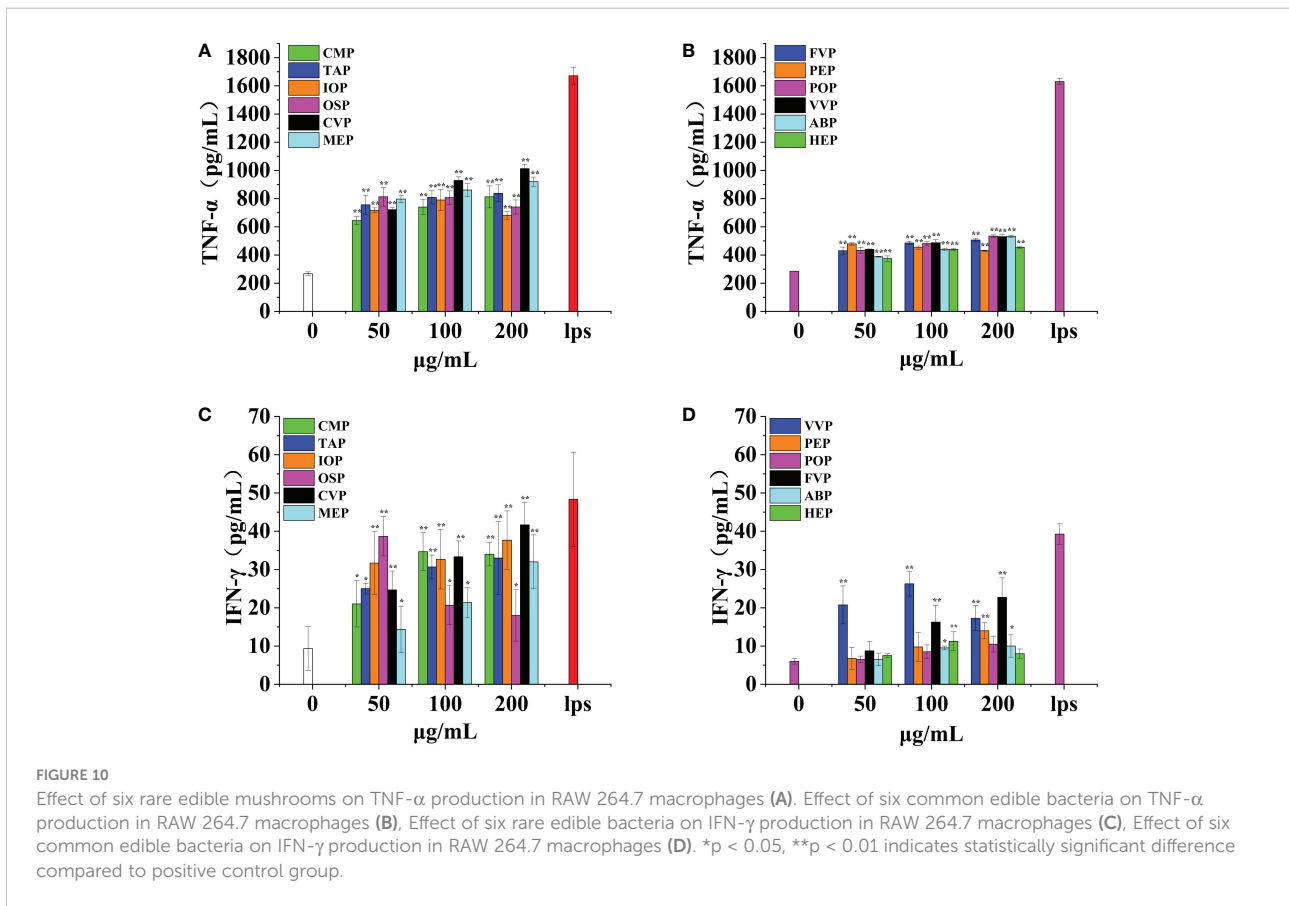 A
1800
1600
1400
1200
1000
800
600
400
200
0
TNF-α（pg/mL）
CMP
TAP
IOP
OSP
CVP
MEP
** ** ** ** ** **
** ** ** ** ** **
** ** ** ** ** **
0 50 100 200 lps
μg/mL
B
1800
1600
1400
1200
1000
800
600
400
200
0
TNF-α（pg/mL）
FVP
PEP
POP
VVP
ABP
HEP
** ** ** ** ** **
** ** ** ** ** **
** ** ** ** ** **
0 50 100 200 lps
μg/mL
C
70
60
50
40
30
20
10
0
IFN-γ（pg/mL）
CMP
TAP
IOP
OSP
CVP
MEP
* * ** ** ** *
** ** ** * ** *
** ** ** * ** **
0 50 100 200 lps
μg/mL
D
70
60
50
40
30
20
10
0
IFN-γ（pg/mL）
VVP
PEP
POP
FVP
ABP
HEP
**
** ** * **
** ** ** *
0 50 100 200 lps
μg/mL
FIGURE 10
Effect of six rare edible mushrooms on TNF-α production in RAW 264.7 macrophages (A). Effect of six common edible bacteria on TNF-α
production in RAW 264.7 macrophages (B), Effect of six rare edible bacteria on IFN-γ production in RAW 264.7 macrophages (C), Effect of six
common edible bacteria on IFN-γ production in RAW 264.7 macrophages (D). *p < 0.05, **p < 0.01 indicates statistically significant difference
compared to positive control group.